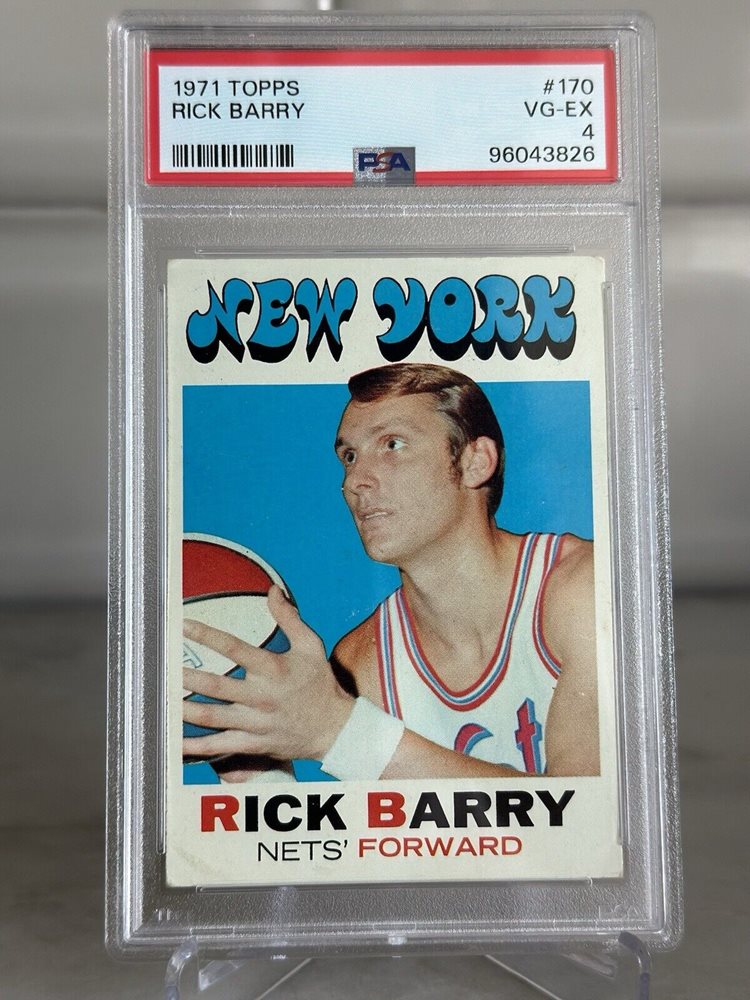 1971 TOPPS #170
RICK BARRY VG-EX
4
PSA 96043826
NEW YORK
RICK BARRY
NETS' FORWARD